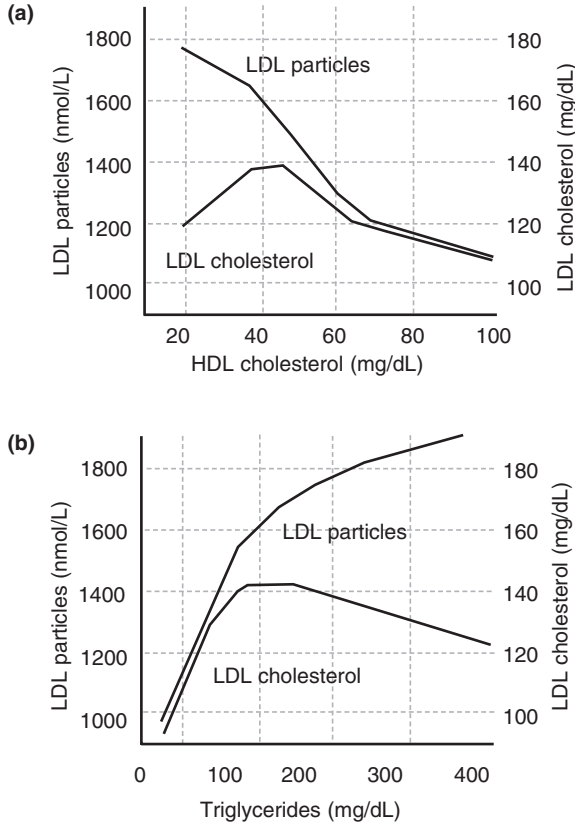 (a)
1800
1600
1400
1200
1000
LDL particles (nmol/L)
LDL particles
LDL cholesterol
180
160
140
120
100
LDL cholesterol (mg/dL)
20 40 60 80 100
HDL cholesterol (mg/dL)
(b)
1800
1600
1400
1200
1000
LDL particles (nmol/L)
LDL particles
LDL cholesterol
180
160
140
120
100
LDL cholesterol (mg/dL)
0 100 200 300 400
Triglycerides (mg/dL)